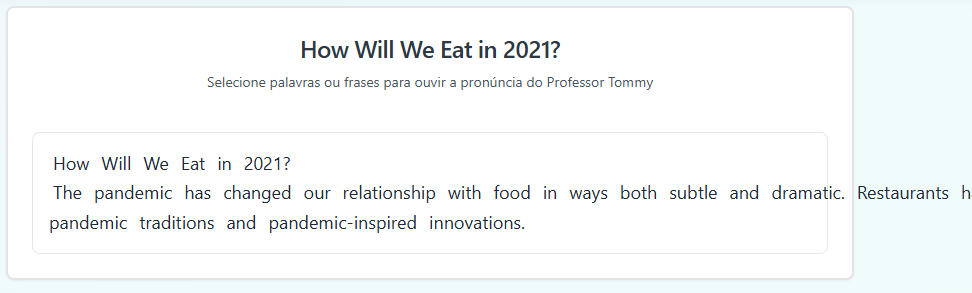 How Will We Eat in 2021?
Selecione palavras ou frases para ouvir a pronúncia do Professor Tommy
How Will We Eat in 2021?
The pandemic has changed our relationship with food in ways both subtle and dramatic. Restaurants
pandemic traditions and pandemic-inspired innovations.